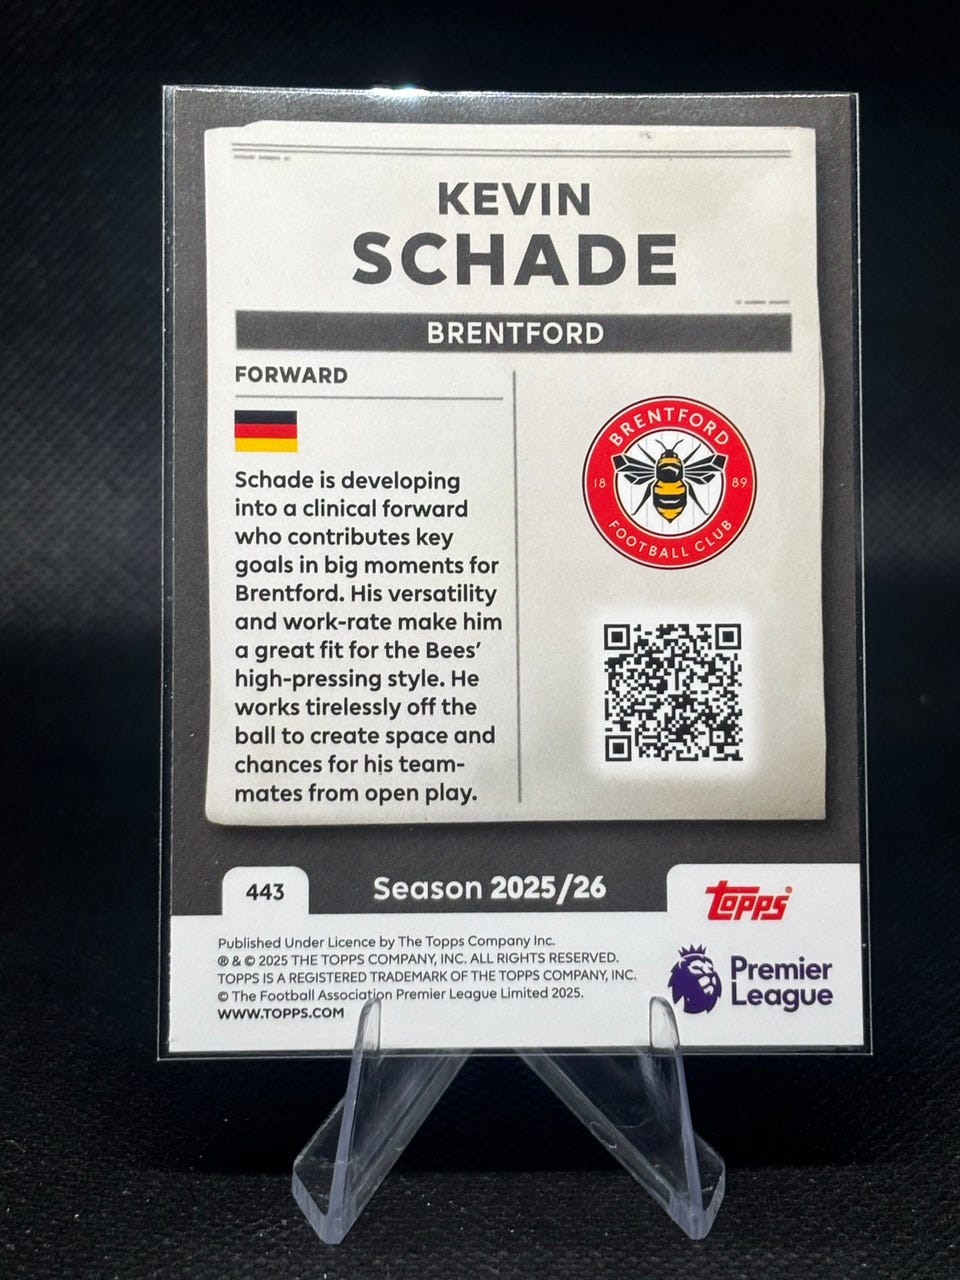 KEVIN
SCHADE
BRENTFORD
FORWARD
Schade is developing
into a clinical forward
who contributes key
goals in big moments for
Brentford. His versatility
and work-rate make him
a great fit for the Bees'
high-pressing style. He
works tirelessly off the
ball to create space and
chances for his team-
mates from open play.
BRENTFORD
18 89
FOOTBALL CLUB
443
Season 2025/26
Topps®
Published Under Licence by The Topps Company Inc.
® & © 2025 THE TOPPS COMPANY, INC. ALL RIGHTS RESERVED.
TOPPS IS A REGISTERED TRADEMARK OF THE TOPPS COMPANY, INC.
© The Football Association Premier League Limited 2025.
WWW.TOPPS.COM
Premier
League